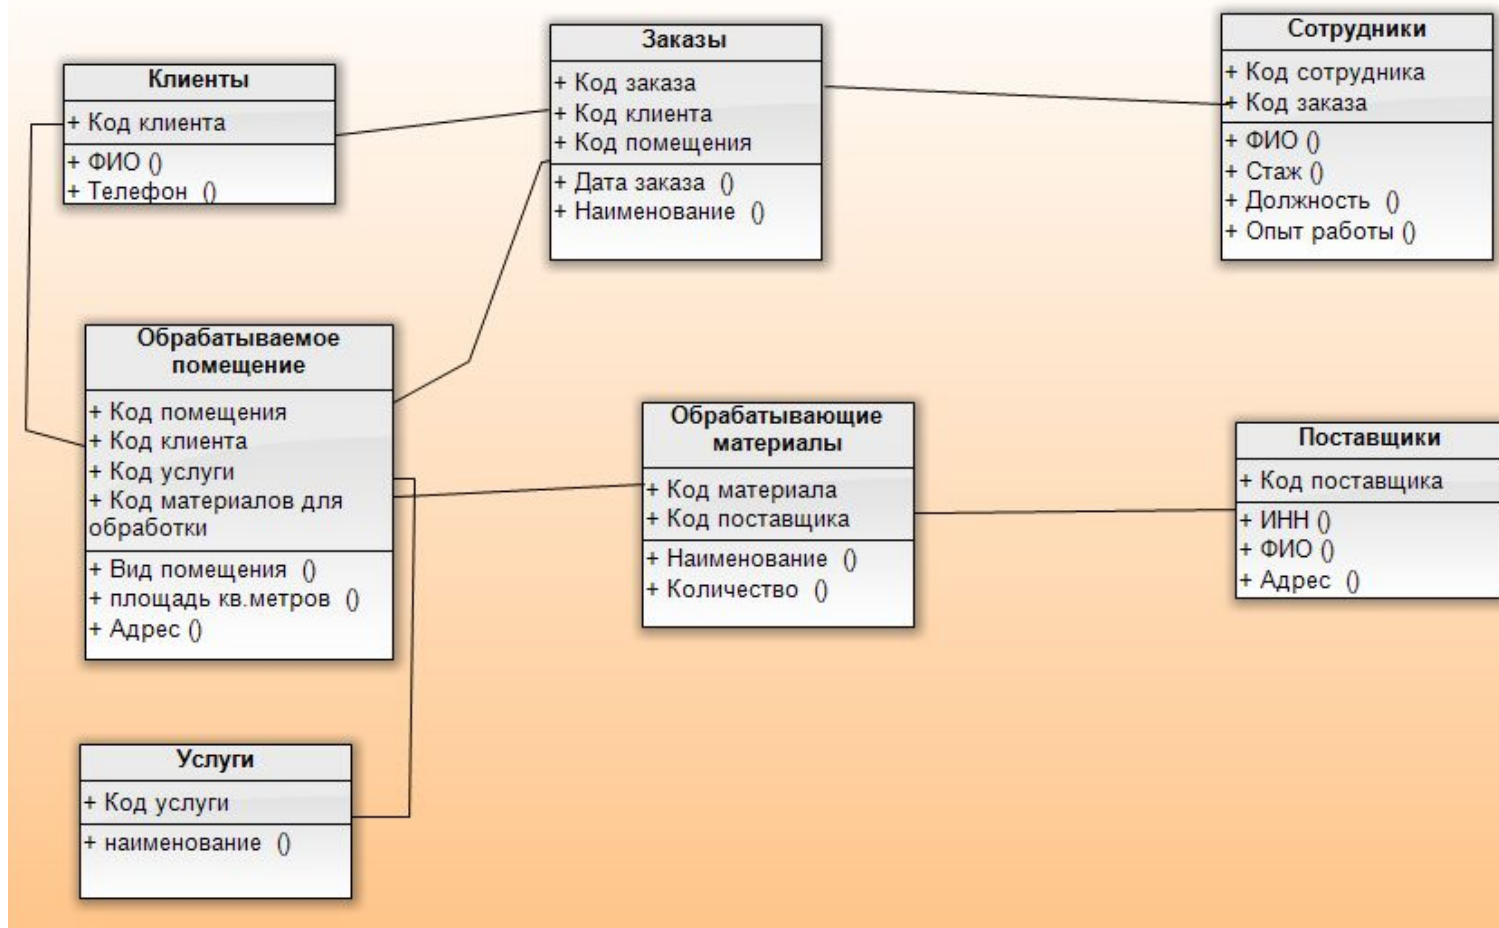 Клиенты
+ Код клиента
+ ФИО ()
+ Телефон ()
Заказы
+ Код заказа
+ Код клиента
+ Код помещения
+ Дата заказа ()
+ Наименование ()
Сотрудники
+ Код сотрудника
+ Код заказа
+ ФИО ()
+ Стаж ()
+ Должность ()
+ Опыт работы ()
Обрабатываемое
помещение
+ Код помещения
+ Код клиента
+ Код услуги
+ Код материалов для
обработки
+ Вид помещения ()
+ площадь кв.метров ()
+ Адрес ()
Обрабатывающие
материалы
+ Код материала
+ Код поставщика
+ Наименование ()
+ Количество ()
Поставщики
+ Код поставщика
+ ИНН ()
+ ФИО ()
+ Адрес ()
Услуги
+ Код услуги
+ наименование ()